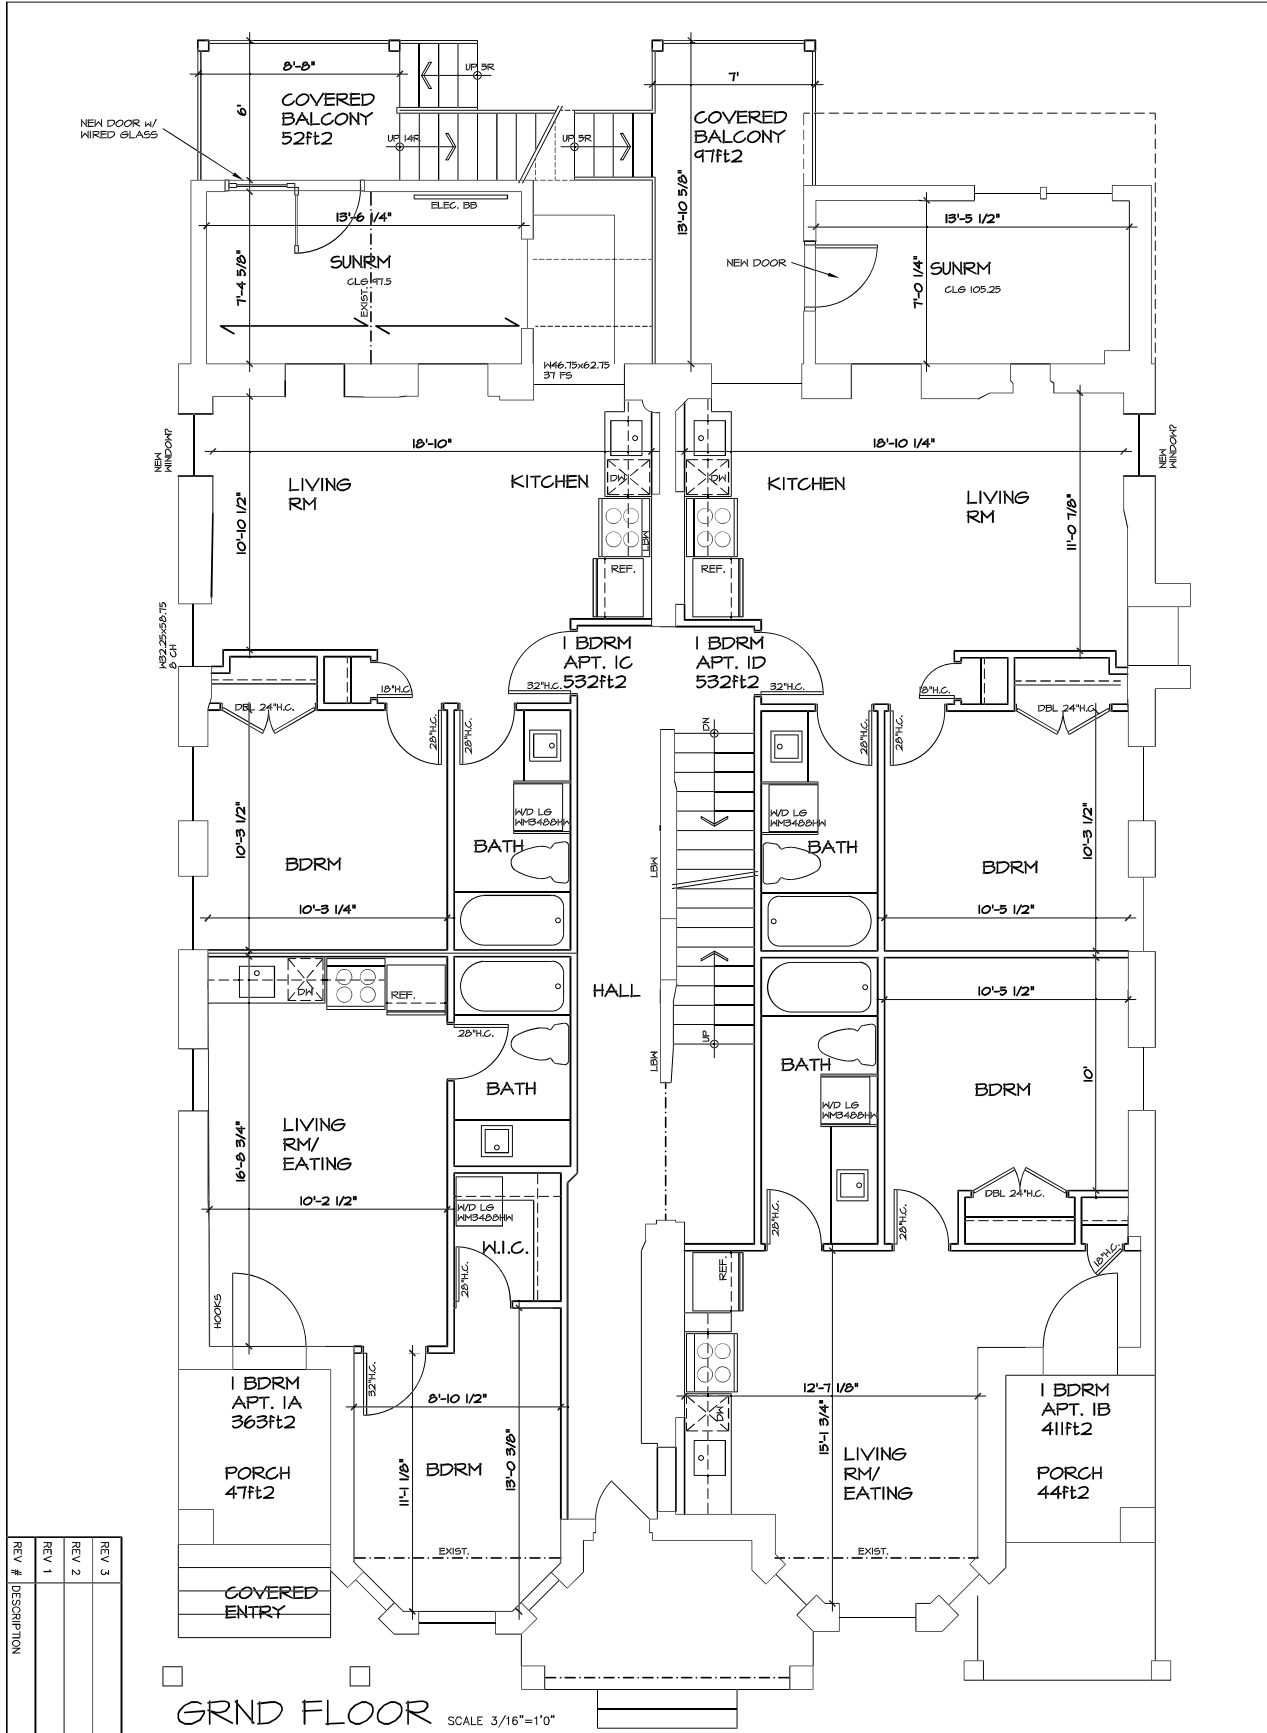 8'-8"
UP 3R
7'
6'
COVERED
BALCONY
52ft2
NEW DOOR W/
WIRED GLASS
UP 14R
UP 5R
COVERED
BALCONY
97ft2
13'-10 5/8"
ELEC. BB
13'-6 1/4"
13'-5 1/2"
7'-4 5/8"
SUNRM
CLG 97.5
EXIST.
NEW DOOR
7'-0 1/4"
SUNRM
CLG 105.25
W46.75x62.75
37 FS
NEW
WINDOW?
18'-10"
18'-10 1/4"
NEW
WINDOW?
LIVING
RM
KITCHEN
DW
DW
KITCHEN
LIVING
RM
10'-10 1/2"
11'-0 7/8"
LBW
REF.
REF.
W32.25x58.75
8 CH
1 BDRM
APT. 1C
532ft2
1 BDRM
APT. 1D
532ft2
18"H.C.
32"H.C.
32"H.C.
18"H.C.
DBL 24"H.C.
DBL 24"H.C.
28"H.C.
28"H.C.
DN
28"H.C.
28"H.C.
W/D LG
WM3488HW
W/D LG
WM3488HW
10'-3 1/2"
10'-3 1/2"
BATH
BATH
BDRM
LBW
BDRM
10'-3 1/4"
10'-5 1/2"
DW
REF.
HALL
10'-5 1/2"
28"H.C.
UP
LBW
BATH
BATH
10'
BDRM
W/D LG
WM3488HW
LIVING
RM/
EATING
16'-8 3/4"
10'-2 1/2"
W/D LG
WM3488HW
DBL 24"H.C.
28"H.C.
28"H.C.
W.I.C.
28"H.C.
REF.
18"H.C.
HOOKS
32"H.C.
1 BDRM
APT. 1A
363ft2
8'-10 1/2"
12'-7 1/8"
1 BDRM
APT. 1B
411ft2
DW
15'-1 3/4"
PORCH
47ft2
11'-1 1/8"
BDRM
13'-0 3/8"
LIVING
RM/
EATING
PORCH
44ft2
EXIST.
EXIST.
COVERED
ENTRY
REV 3
REV 2
REV 1
REV # DESCRIPTION
GRND FLOOR SCALE 3/16"=1'0"